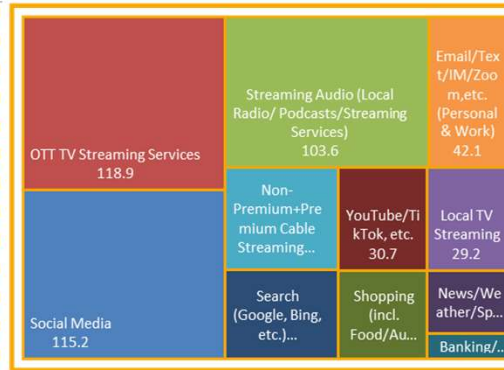 OTT TV Streaming Services
118.9
Social Media
115.2
Streaming Audio (Local
Radio/ Podcasts/Streaming
Services)
103.6
Email/Tex
t/IM/Zoo
m,etc.
(Personal
& Work)
42.1
Non-
Premium+Pre
mium Cable
Streaming...
YouTube/Ti
kTok, etc.
30.7
Local TV
Streaming
29.2
Search
(Google, Bing,
etc.)...
Shopping
(incl.
Food/Au...
News/We
ather/Sp...
Banking/...